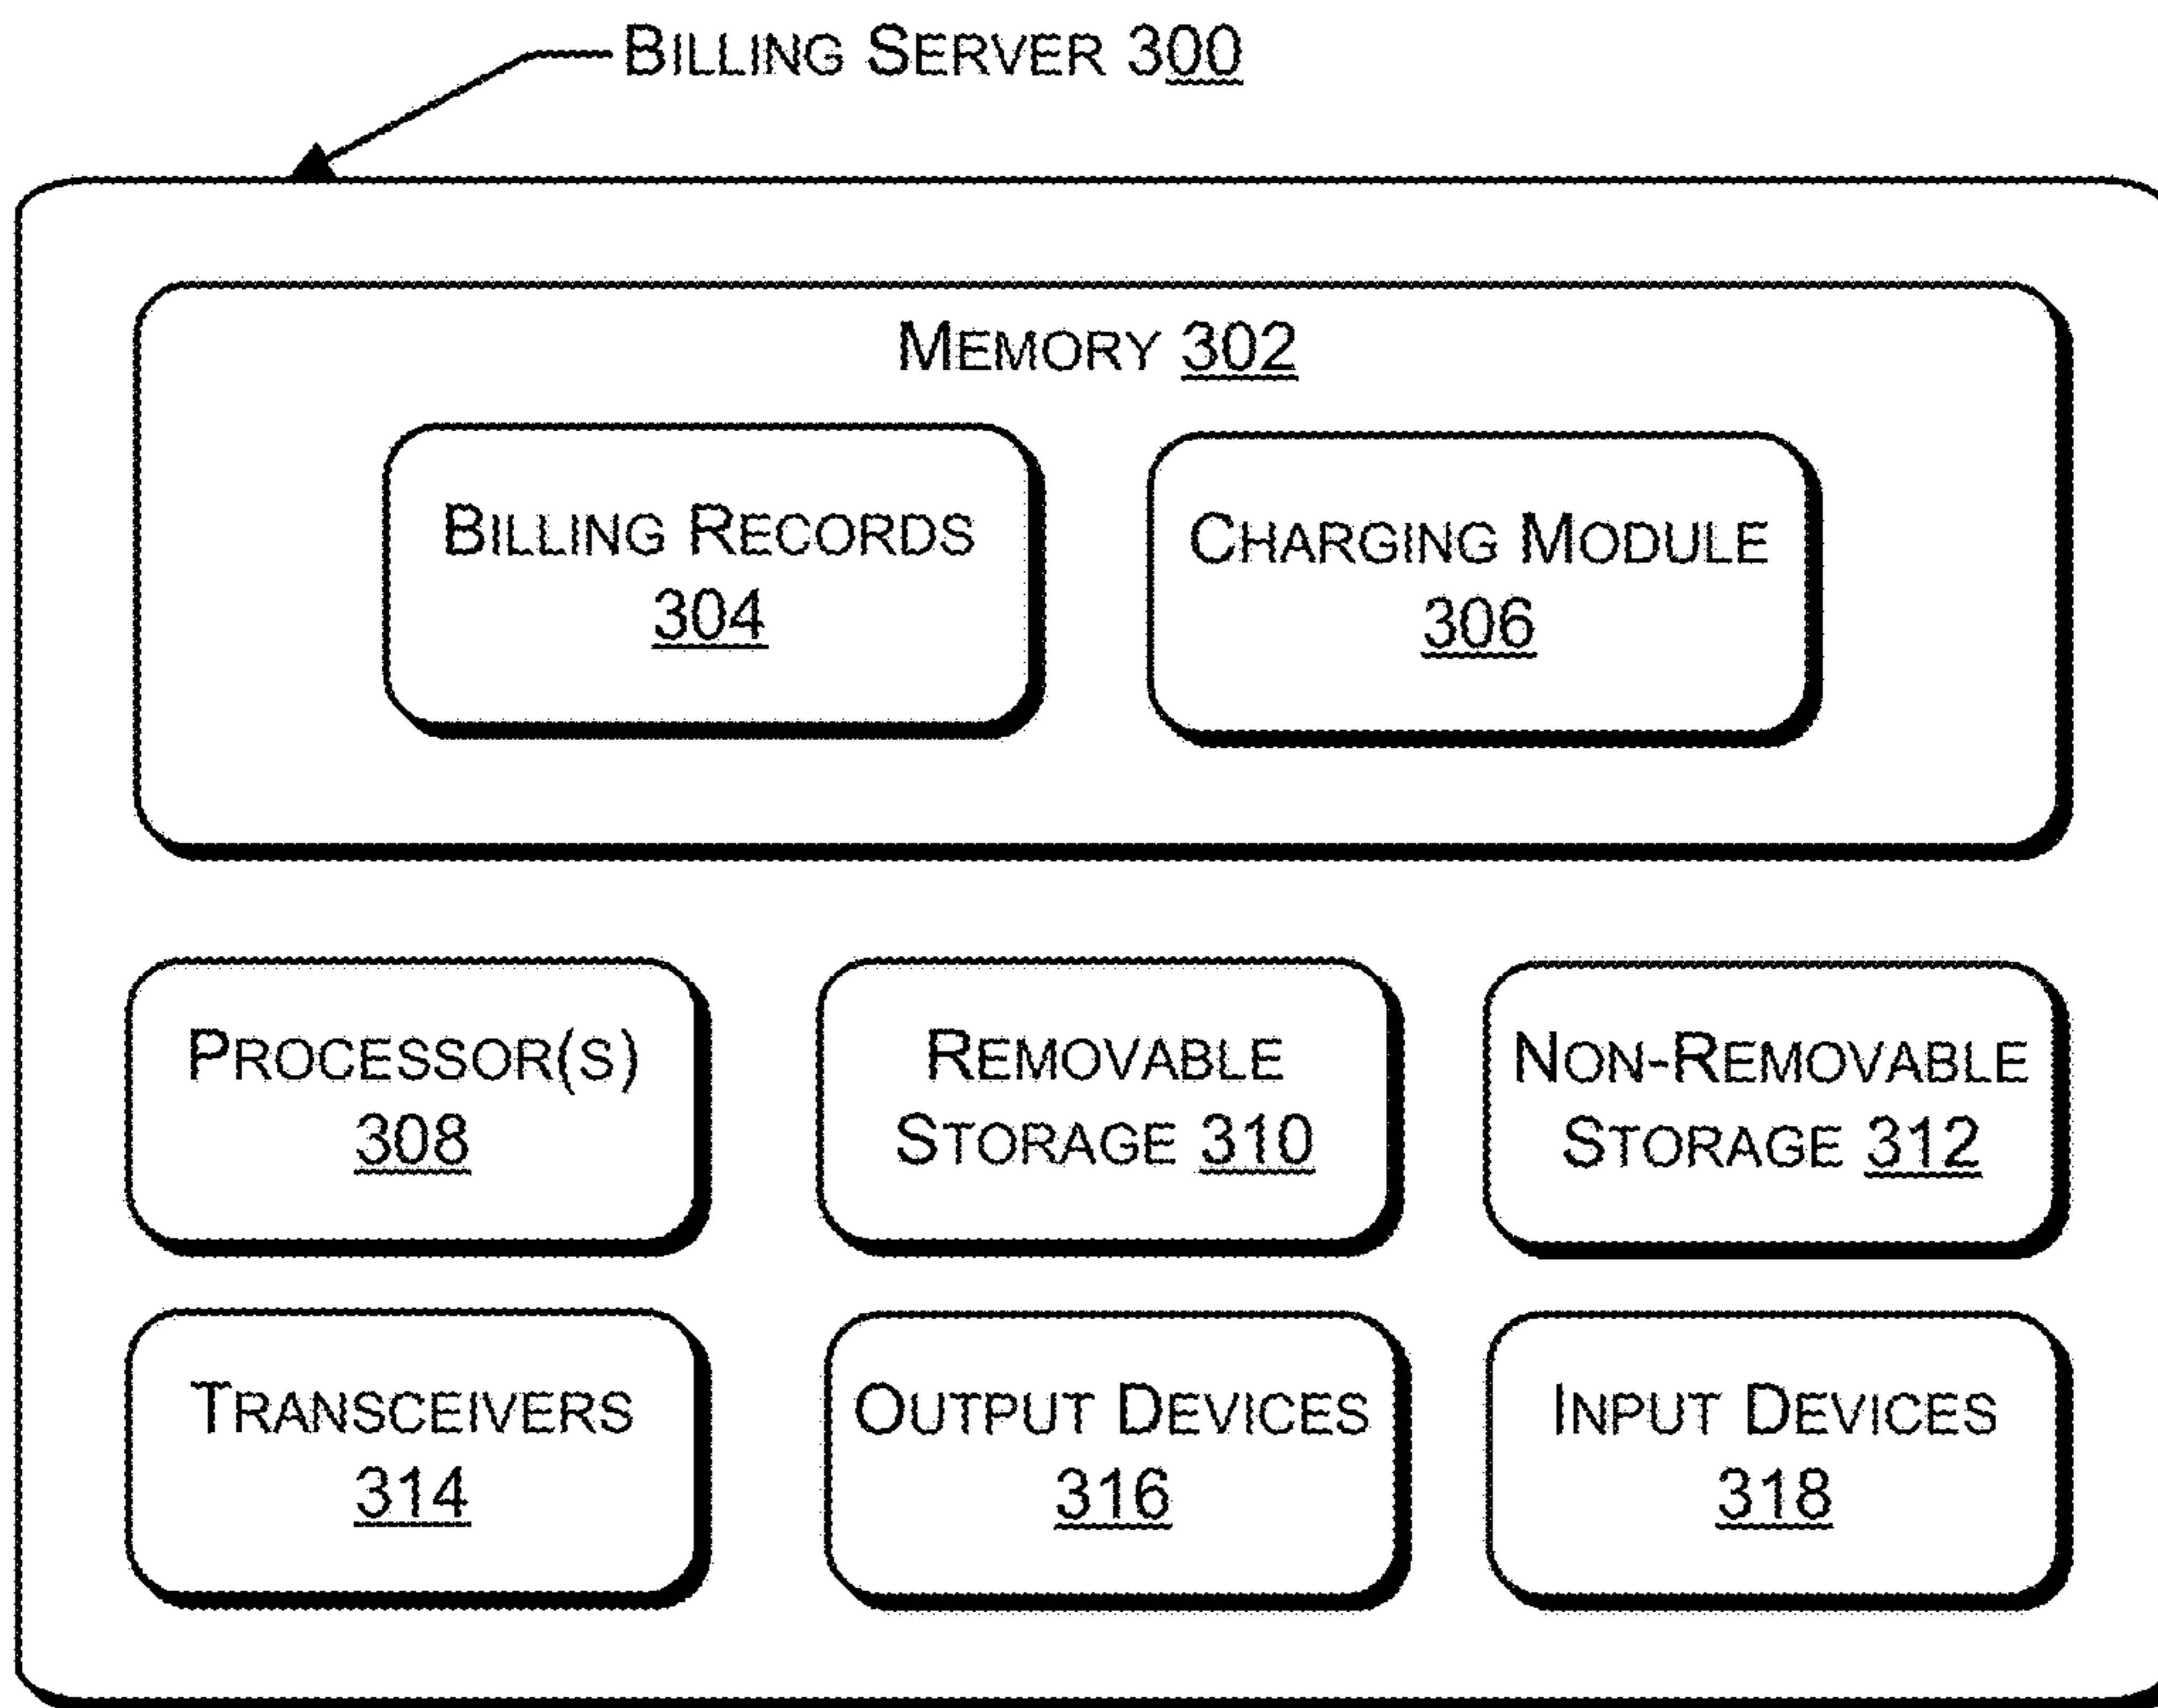 BILLING SERVER 300
MEMORY 302
BILLING RECORDS
304
CHARGING MODULE
306
PROCESSOR(S)
308
REMOVABLE
STORAGE 310
NON-REMOVABLE
STORAGE 312
TRANSCEIVERS
314
OUTPUT DEVICES
316
INPUT DEVICES
318